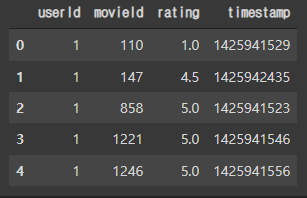 userId movieId rating timestamp
0 1 110 1.0 1425941529
1 1 147 4.5 1425942435
2 1 858 5.0 1425941523
3 1 1221 5.0 1425941546
4 1 1246 5.0 1425941556